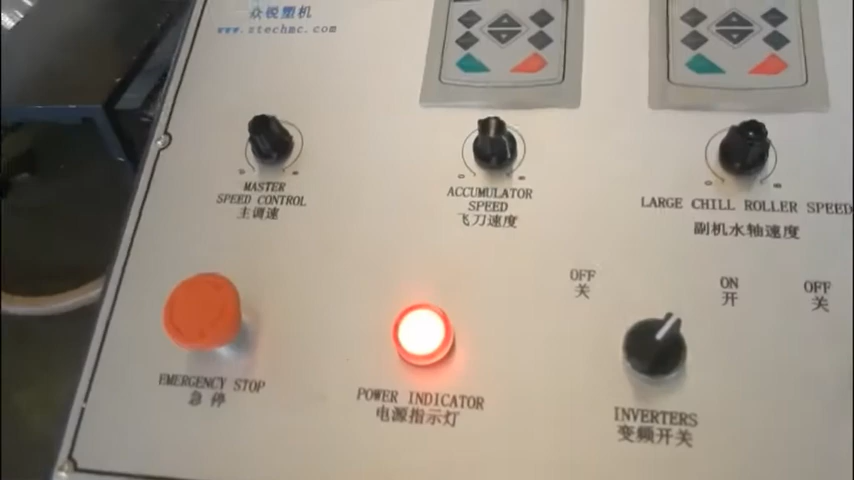 众锐塑机
www.ztechmc.com
MASTER
SPEED CONTROL
主调速
ACCUMULATOR
SPEED
飞刀速度
LARGE CHILL ROLLER SPEED
副机水轴速度
OFF
关
ON
开
OFF
关
EMERGENCY STOP
急停
POWER INDICATOR
电源指示灯
INVERTERS
变频开关